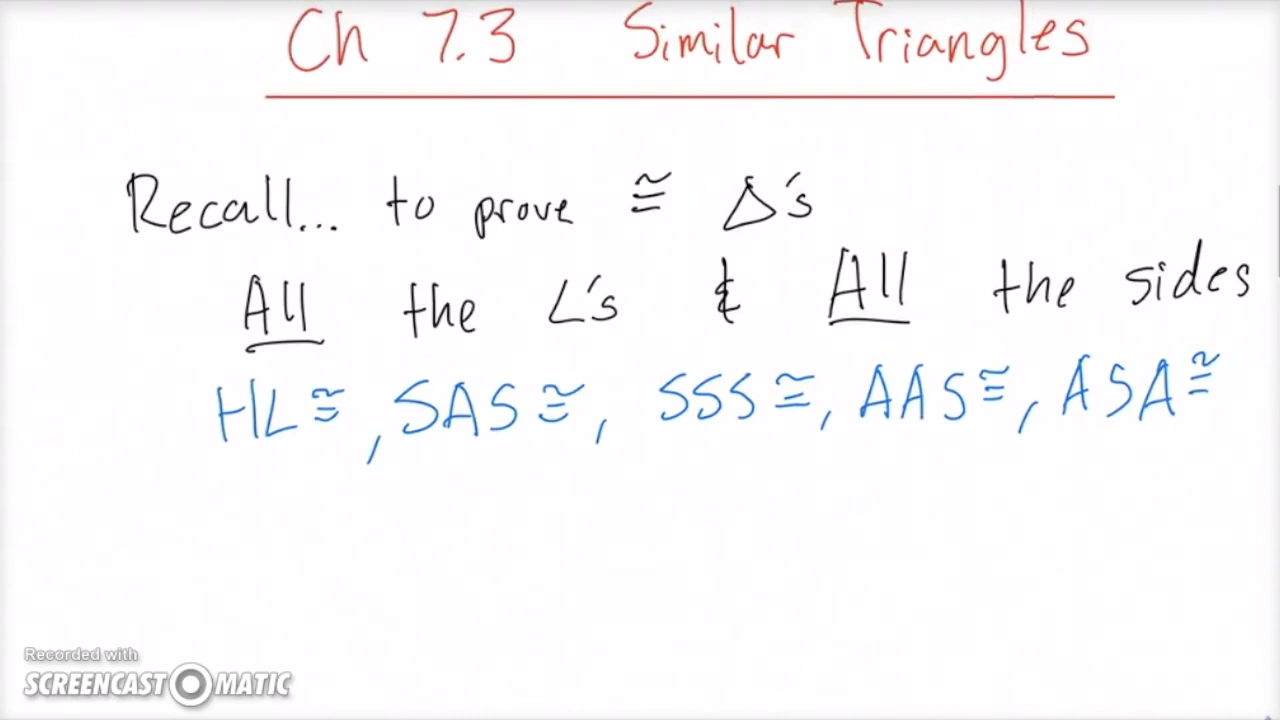 Ch 7.3 Similar Triangles
Recall... to prove ≅ Δ's
All the ∠'s & All the sides
HL≅, SAS≅, SSS≅, AAS≅, ASA≅
Recorded with
SCREENCAST-O-MATIC